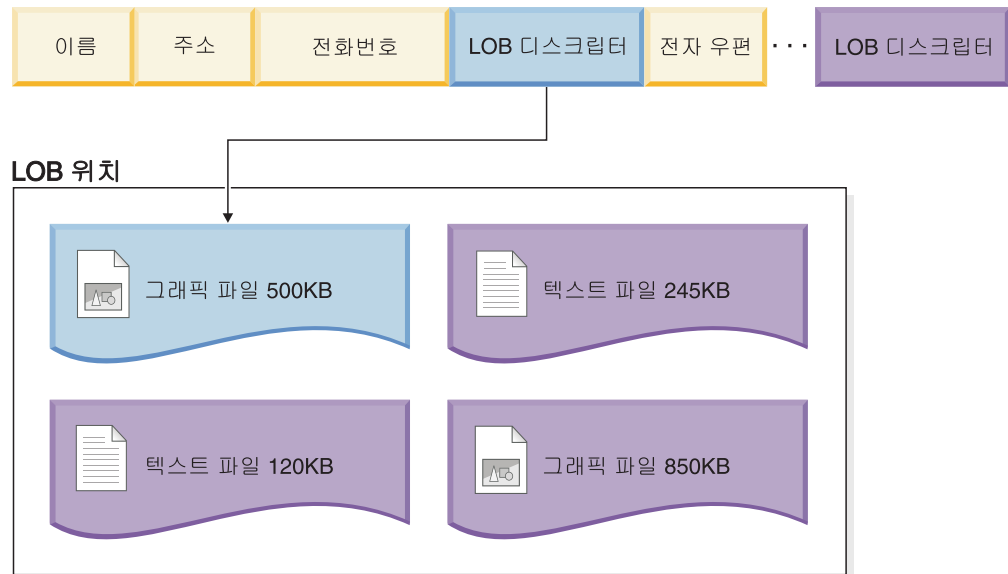 이름 주소 전화번호 LOB 디스크립터 전자 우편 ··· LOB 디스크립터
LOB 위치
그래픽 파일 500KB 텍스트 파일 245KB
텍스트 파일 120KB 그래픽 파일 850KB